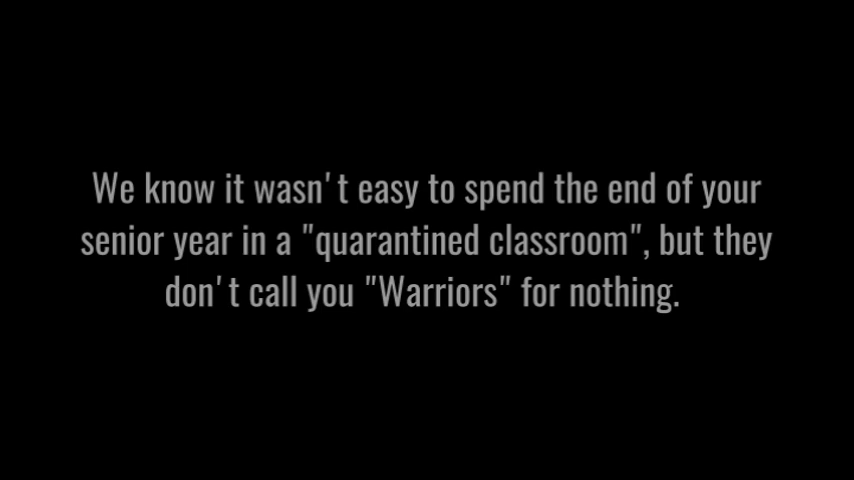 We know it wasn't easy to spend the end of your
senior year in a "quarantined classroom", but they
don't call you "Warriors" for nothing.